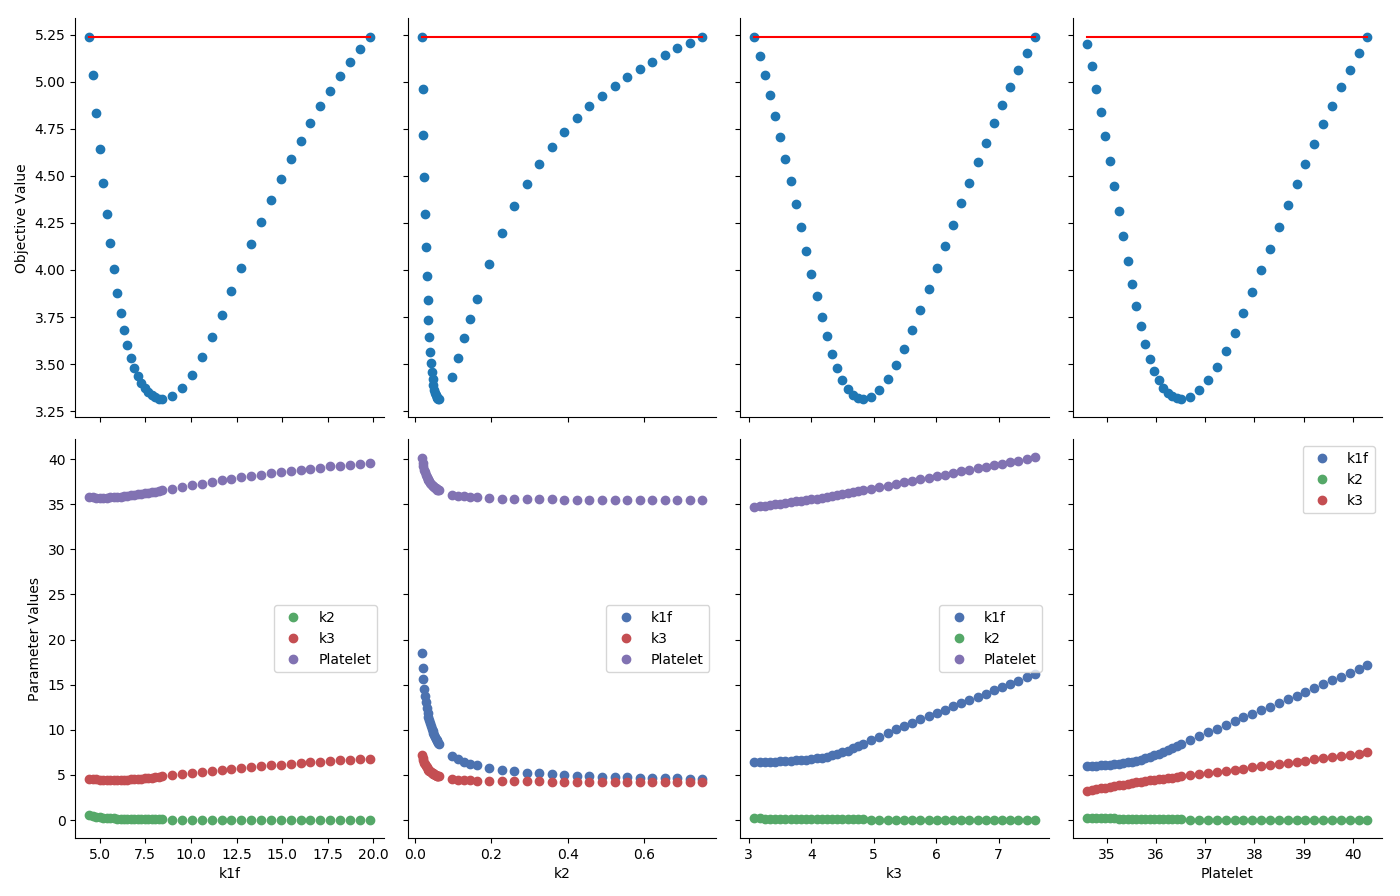 Objective Value
5.25
5.00
4.75
4.50
4.25
4.00
3.75
3.50
3.25
Parameter Values
40
35
30
25
20
15
10
5
0
k2
k3
Platelet
k1f
k3
Platelet
k1f
k2
Platelet
k1f
k2
k3
5.0 7.5 10.0 12.5 15.0 17.5 20.0
k1f
0.0 0.2 0.4 0.6
k2
3 4 5 6 7
k3
35 36 37 38 39 40
Platelet